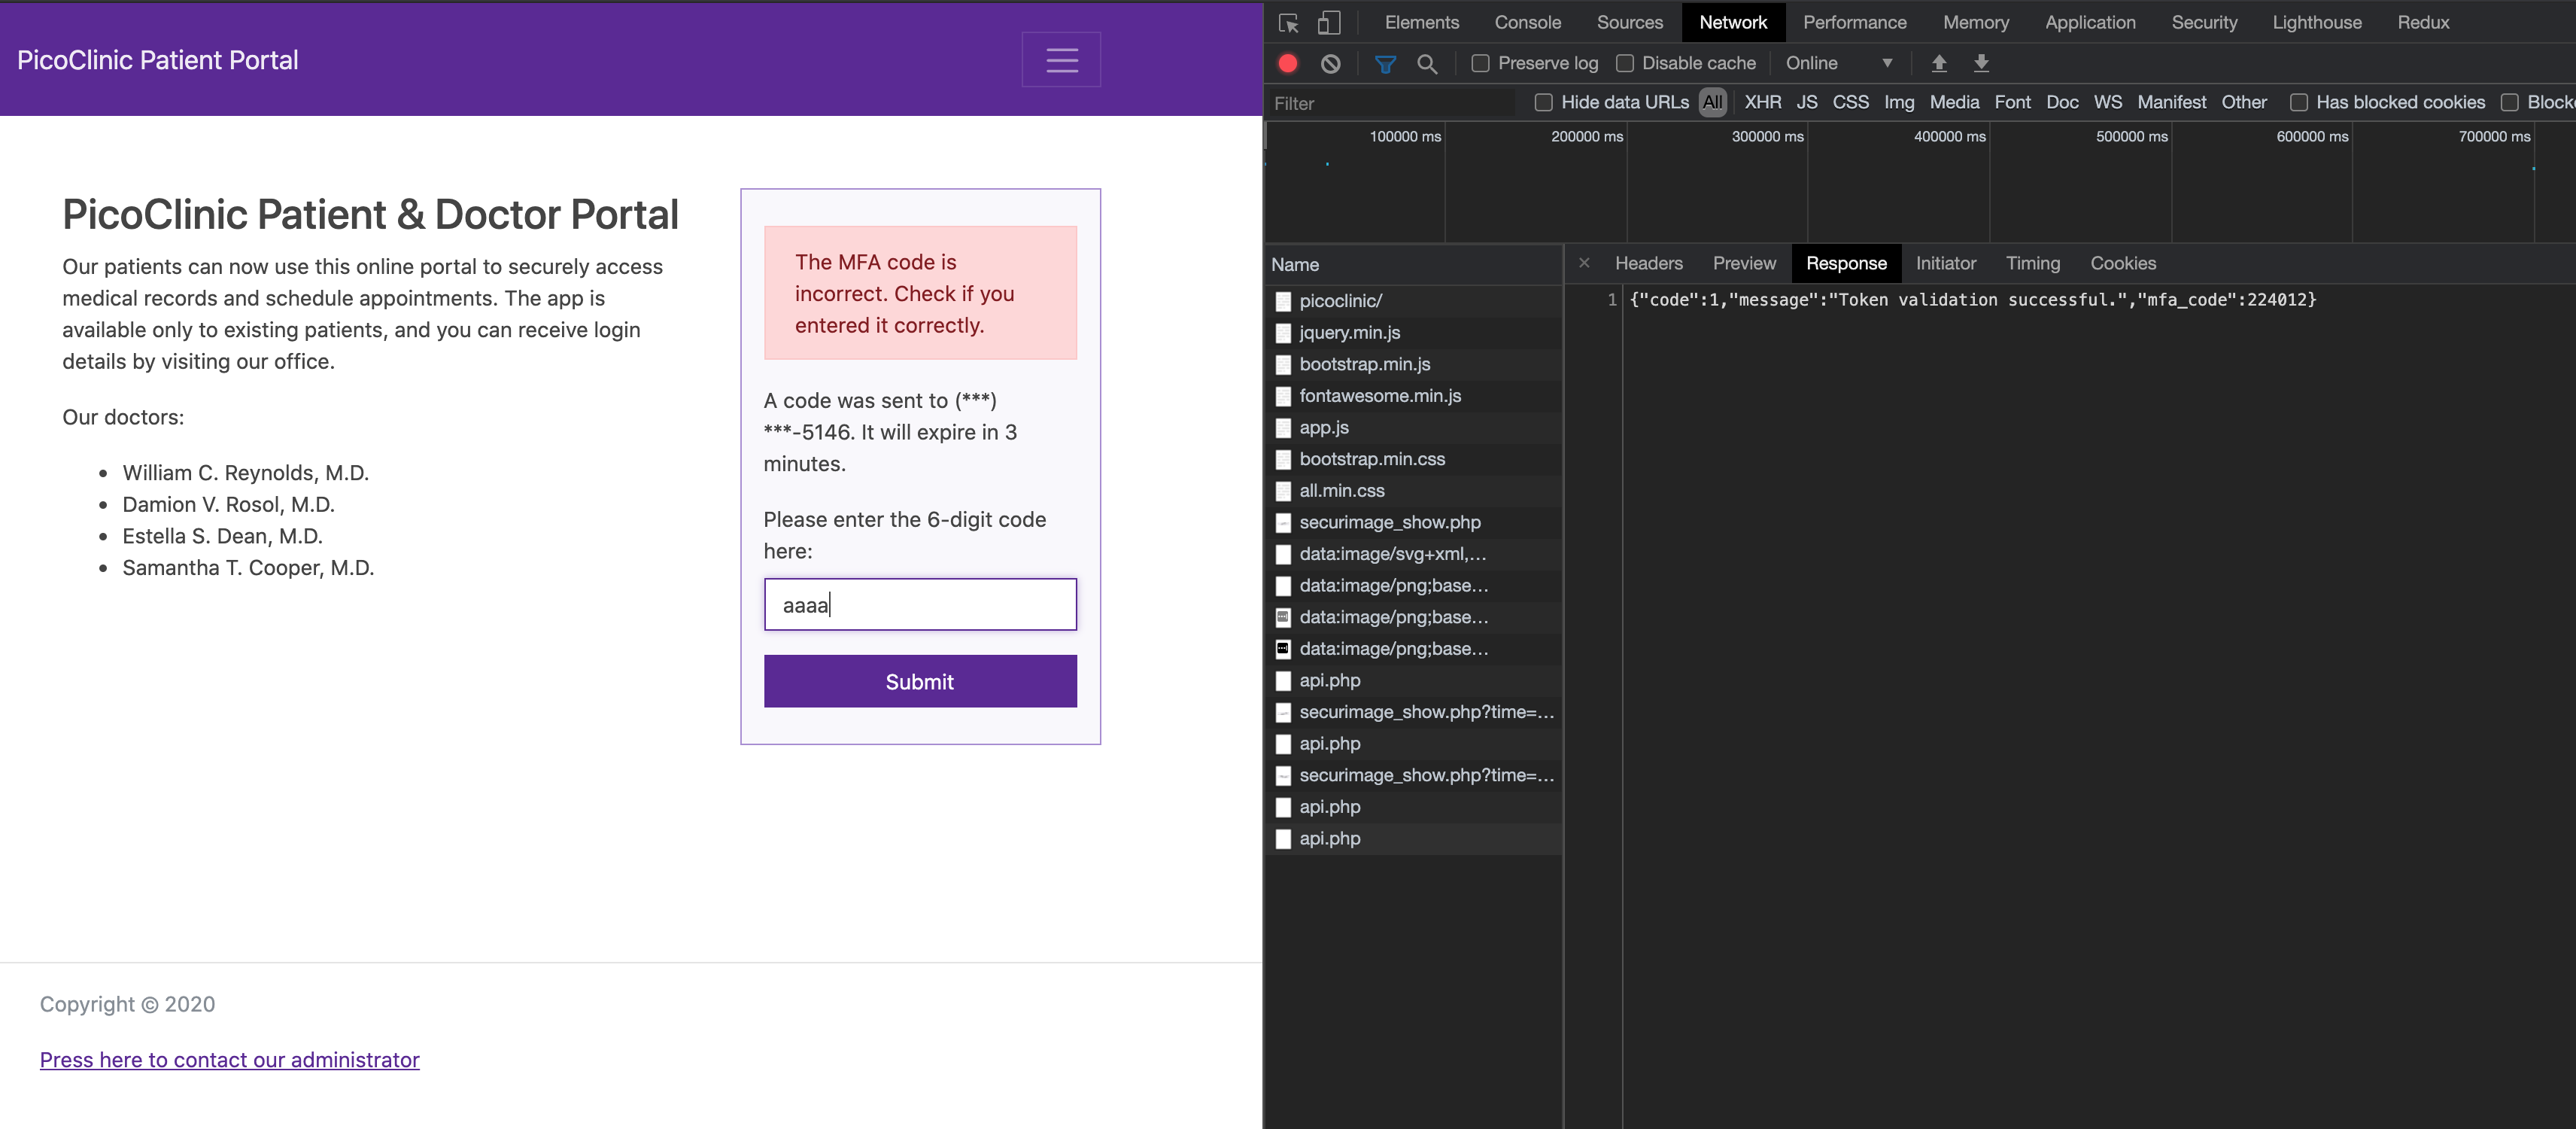 PicoClinic Patient Portal
PicoClinic Patient & Doctor Portal
Our patients can now use this online portal to securely access
medical records and schedule appointments. The app is
available only to existing patients, and you can receive login
details by visiting our office.
Our doctors:
• William C. Reynolds, M.D.
• Damion V. Rosol, M.D.
• Estella S. Dean, M.D.
• Samantha T. Cooper, M.D.
The MFA code is
incorrect. Check if you
entered it correctly.
A code was sent to (***)
***-5146. It will expire in 3
minutes.
Please enter the 6-digit code
here:
aaaa
Submit
Copyright © 2020
Press here to contact our administrator
Elements Console Sources Network Performance Memory Application Security Lighthouse Redux
Preserve log Disable cache Online
Filter Hide data URLs All XHR JS CSS Img Media Font Doc WS Manifest Other Has blocked cookies Block
100000 ms 200000 ms 300000 ms 400000 ms 500000 ms 600000 ms 700000 ms
Name
picoclinic/
jquery.min.js
bootstrap.min.js
fontawesome.min.js
app.js
bootstrap.min.css
all.min.css
securimage_show.php
data:image/svg+xml,...
data:image/png;base...
data:image/png;base...
data:image/png;base...
api.php
securimage_show.php?time=...
api.php
securimage_show.php?time=...
api.php
api.php
× Headers Preview Response Initiator Timing Cookies
1 {"code":1,"message":"Token validation successful.","mfa_code":224012}